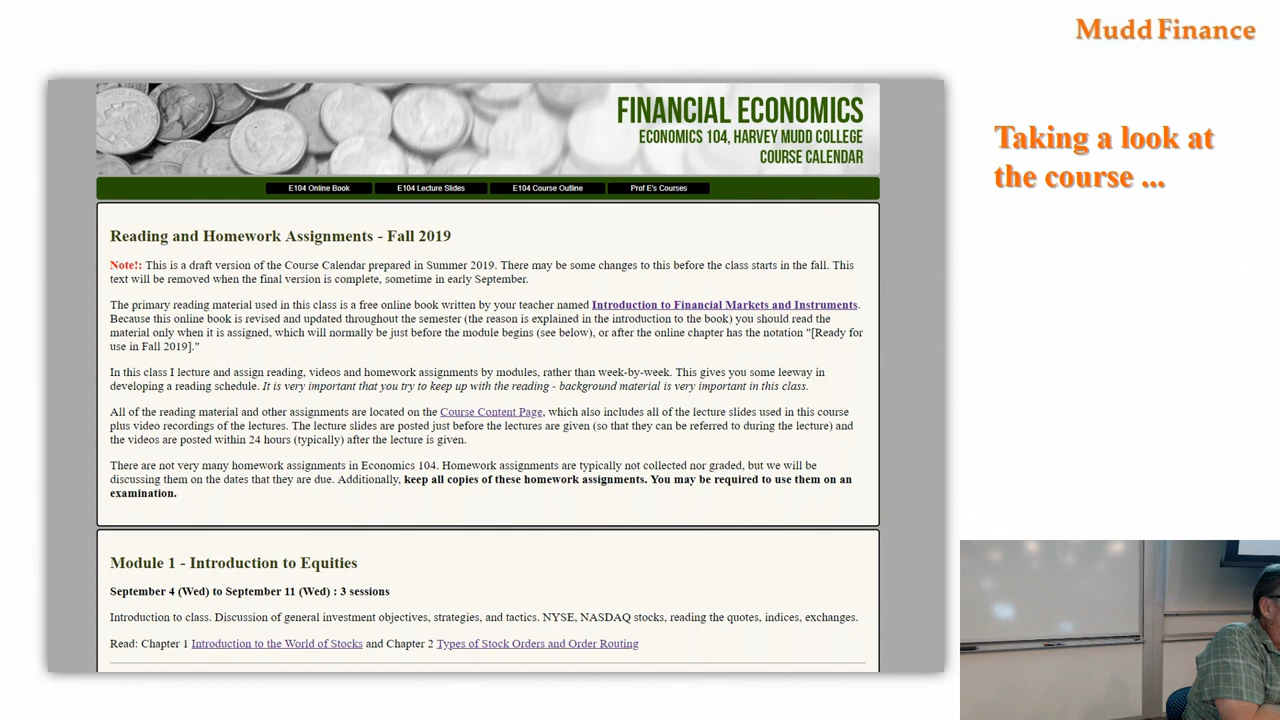 Mudd Finance
Taking a look at
the course ...
FINANCIAL ECONOMICS
ECONOMICS 104, HARVEY MUDD COLLEGE
COURSE CALENDAR
E104 Online Book
E104 Lecture Slides
E104 Course Outline
Prof E's Courses
Reading and Homework Assignments - Fall 2019
Note!: This is a draft version of the Course Calendar prepared in Summer 2019. There may be some changes to this before the class starts in the fall. This
text will be removed when the final version is complete, sometime in early September.
The primary reading material used in this class is a free online book written by your teacher named Introduction to Financial Markets and Instruments.
Because this online book is revised and updated throughout the semester (the reason is explained in the introduction to the book) you should read the
material only when it is assigned, which will normally be just before the module begins (see below), or after the online chapter has the notation "[Ready for
use in Fall 2019]."
In this class I lecture and assign reading, videos and homework assignments by modules, rather than week-by-week. This gives you some leeway in
developing a reading schedule. It is very important that you try to keep up with the reading - background material is very important in this class.
All of the reading material and other assignments are located on the Course Content Page, which also includes all of the lecture slides used in this course
plus video recordings of the lectures. The lecture slides are posted just before the lectures are given (so that they can be referred to during the lecture) and
the videos are posted within 24 hours (typically) after the lecture is given.
There are not very many homework assignments in Economics 104. Homework assignments are typically not collected nor graded, but we will be
discussing them on the dates that they are due. Additionally, keep all copies of these homework assignments. You may be required to use them on an
examination.
Module 1 - Introduction to Equities
September 4 (Wed) to September 11 (Wed) : 3 sessions
Introduction to class. Discussion of general investment objectives, strategies, and tactics. NYSE, NASDAQ stocks, reading the quotes, indices, exchanges.
Read: Chapter 1 Introduction to the World of Stocks and Chapter 2 Types of Stock Orders and Order Routing